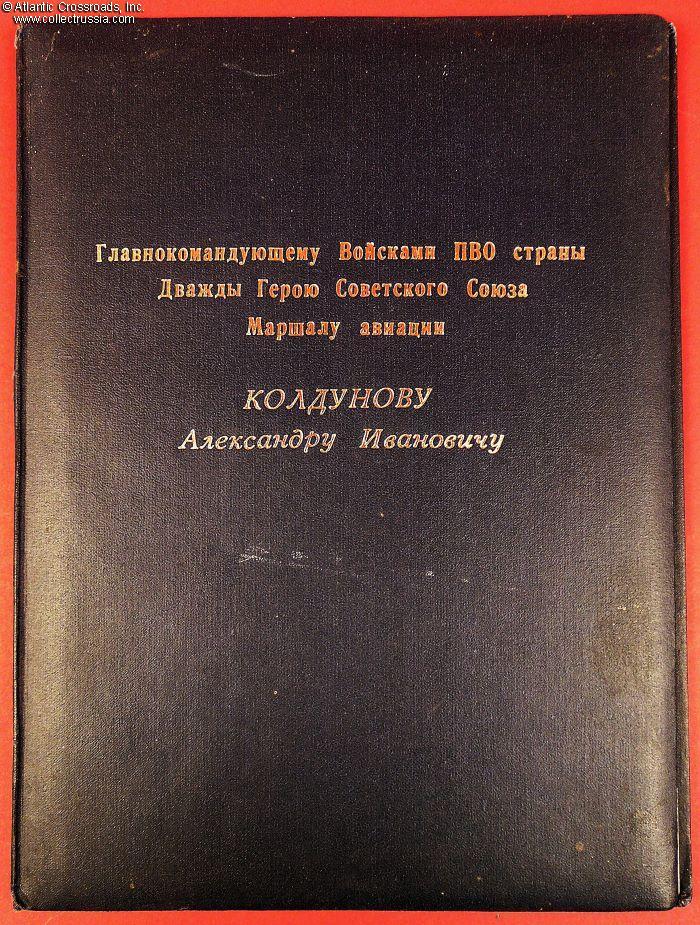 © Atlantic Crossroads, Inc.
www.collectrussia.com
Главнокомандующему Войсками ПВО страны
Дважды Герою Советского Союза
Маршалу авиации
КОЛДУНОВУ
Александру Ивановичу